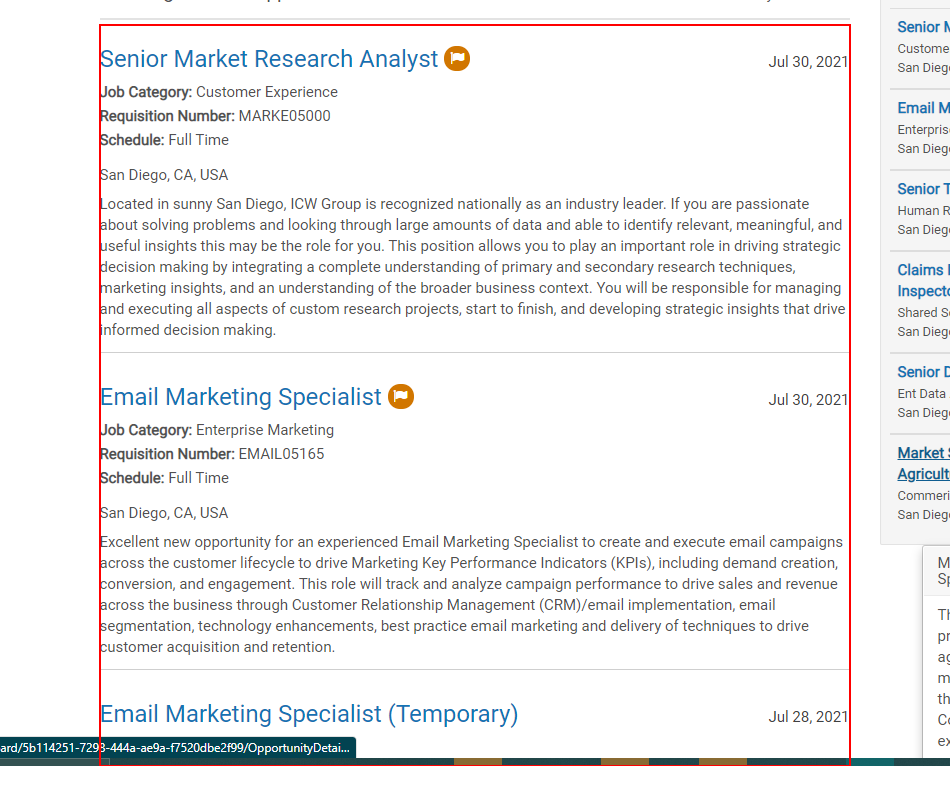 Senior Market Research Analyst
Jul 30, 2021
Job Category: Customer Experience
Requisition Number: MARKE05000
Schedule: Full Time
San Diego, CA, USA
Located in sunny San Diego, ICW Group is recognized nationally as an industry leader. If you are passionate
about solving problems and looking through large amounts of data and able to identify relevant, meaningful, and
useful insights this may be the role for you. This position allows you to play an important role in driving strategic
decision making by integrating a complete understanding of primary and secondary research techniques,
marketing insights, and an understanding of the broader business context. You will be responsible for managing
and executing all aspects of custom research projects, start to finish, and developing strategic insights that drive
informed decision making.
Email Marketing Specialist
Jul 30, 2021
Job Category: Enterprise Marketing
Requisition Number: EMAIL05165
Schedule: Full Time
San Diego, CA, USA
Excellent new opportunity for an experienced Email Marketing Specialist to create and execute email campaigns
across the customer lifecycle to drive Marketing Key Performance Indicators (KPIs), including demand creation,
conversion, and engagement. This role will track and analyze campaign performance to drive sales and revenue
across the business through Customer Relationship Management (CRM)/email implementation, email
segmentation, technology enhancements, best practice email marketing and delivery of techniques to drive
customer acquisition and retention.
Email Marketing Specialist (Temporary)
Jul 28, 2021
ard/5b114251-7293-444a-ae9a-f7520dbe2f99/OpportunityDetai...
Senior M
Custome
San Dieg
Email M
Enterpris
San Dieg
Senior T
Human R
San Dieg
Claims I
Inspecto
Shared Se
San Dieg
Senior D
Ent Data
San Dieg
Market S
Agricult
Commeri
San Dieg
M
Sp
Th
pr
ag
m
th
Co
ex